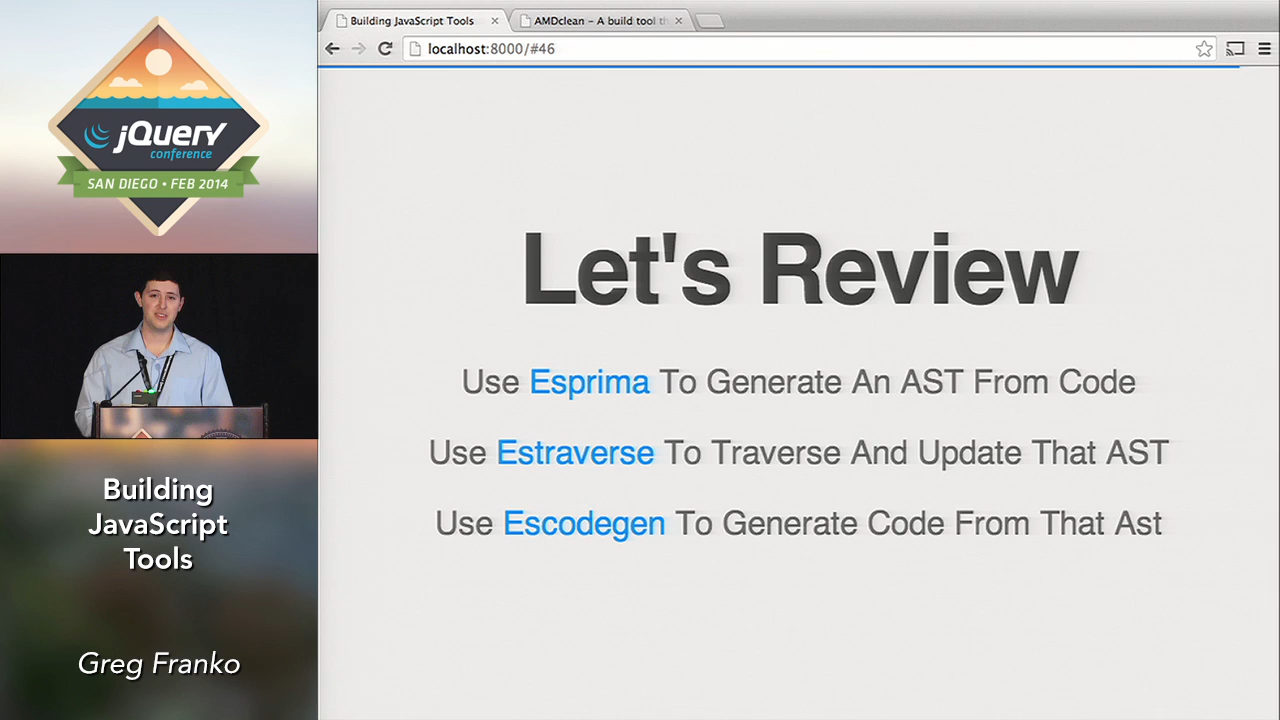 jQuery
conference
SAN DIEGO • FEB 2014
Building
JavaScript
Tools
Greg Franko
Building JavaScript Tools
AMDclean – A build tool th
localhost:8000/#46
Let's Review
Use Esprima To Generate An AST From Code
Use Estraverse To Traverse And Update That AST
Use Escodegen To Generate Code From That Ast